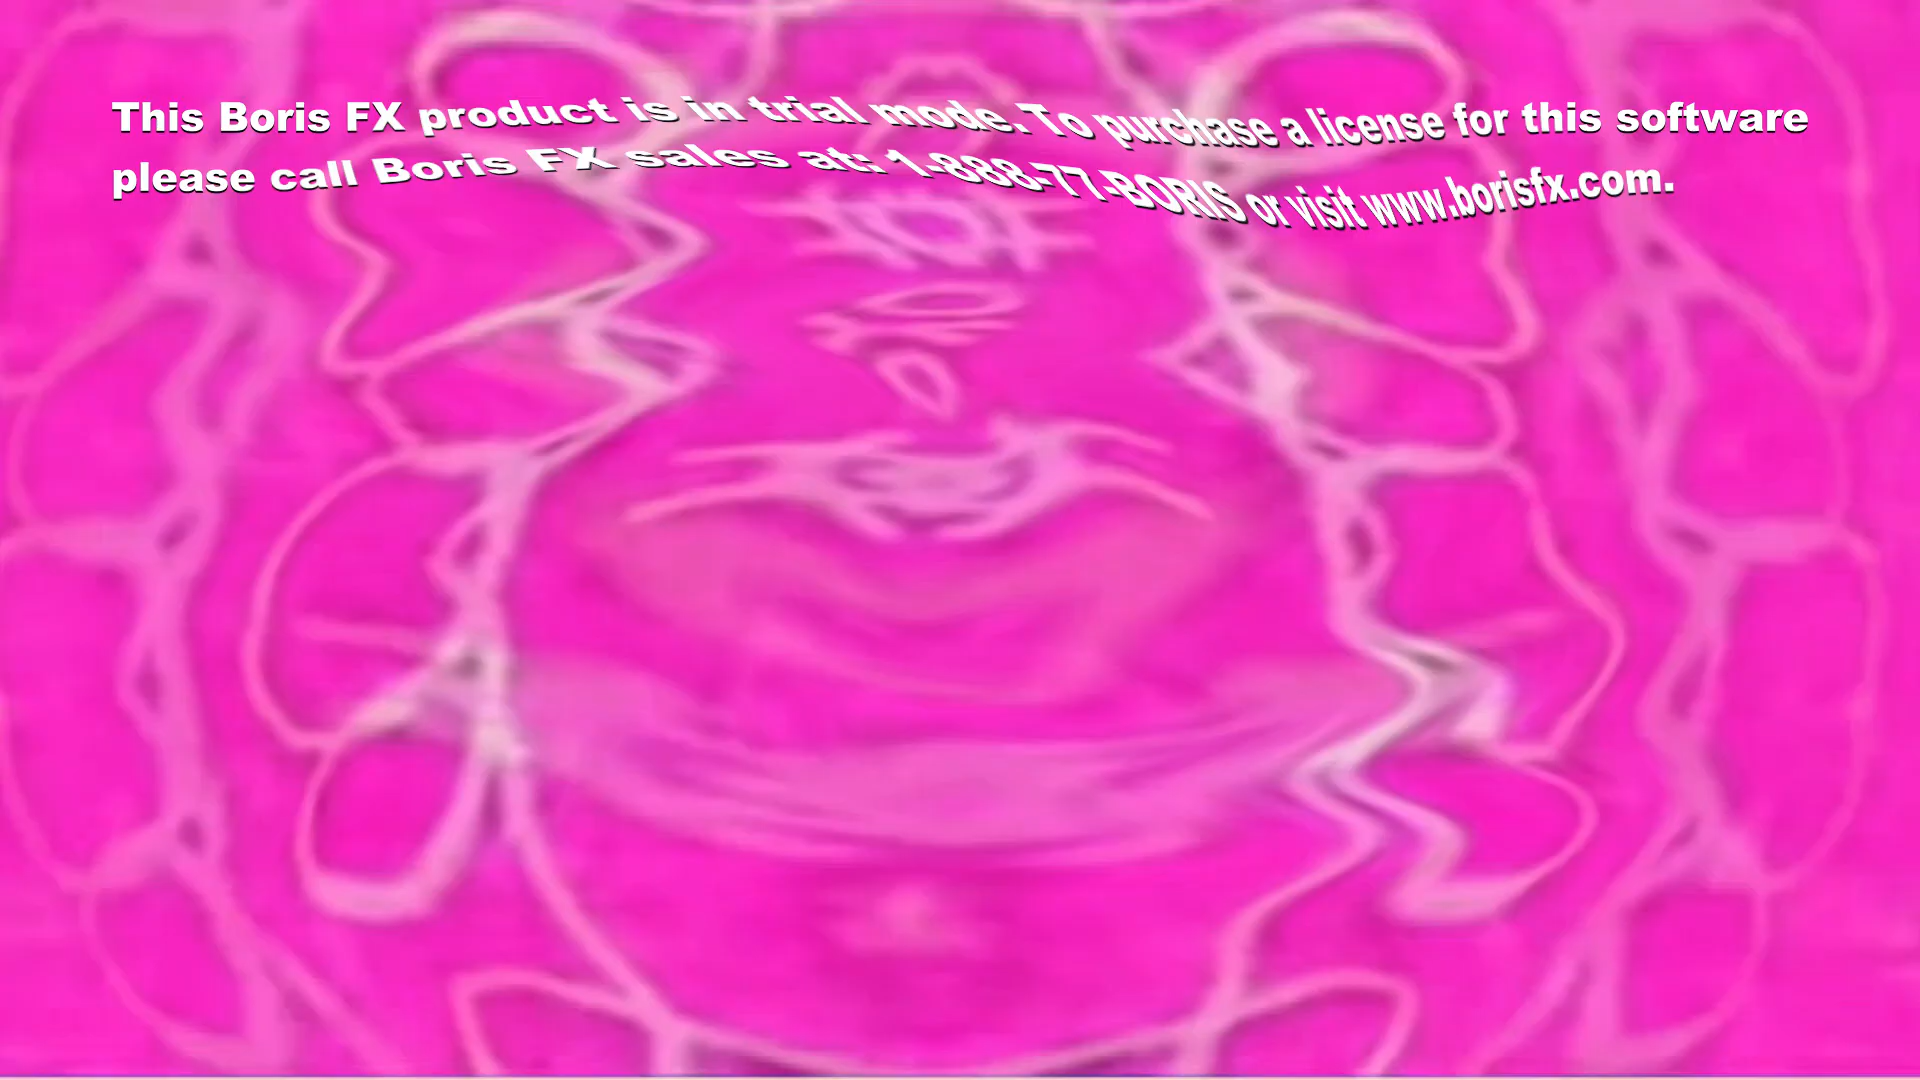 This Boris FX product is in trial mode. To purchase a license for this software
please call Boris FX sales at: 1-888-77-BORIS or visit www.borisfx.com.